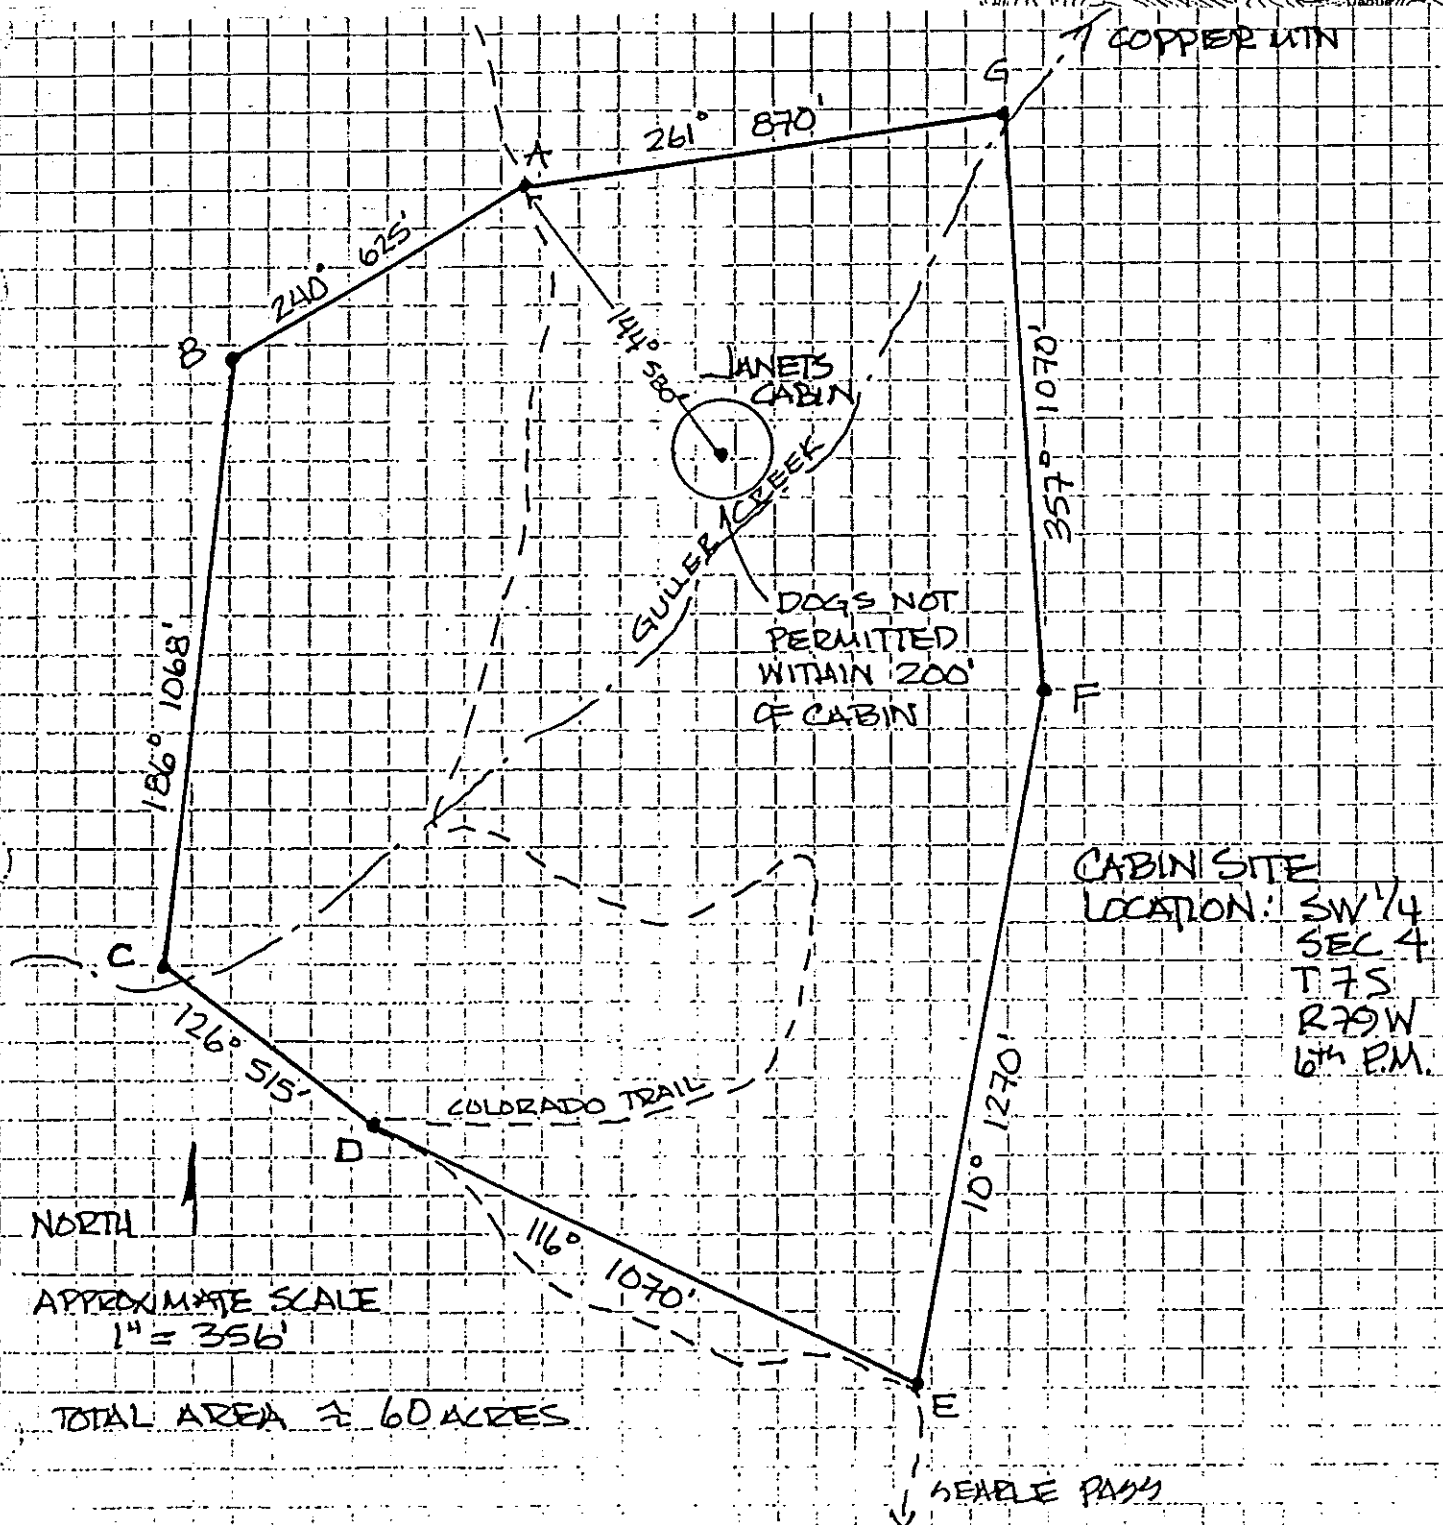 COPPER MTN
G
261° 870'
A
240° 625'
B
144° 580'
JANETS
CABIN
357° 1070'
GULLER CREEK
DOGS NOT
PERMITTED
WITHIN 200'
OF CABIN
F
186° 1068'
CABIN SITE
LOCATION: SW 1/4
SEC 4
T 7 S
R 79 W
6th P.M.
C
126° 515'
COLORADO TRAIL
D
10° 1270'
NORTH
116° 1070'
APPROXIMATE SCALE
1" = 356'
TOTAL AREA ≈ 60 ACRES
E
SEARLE PASS